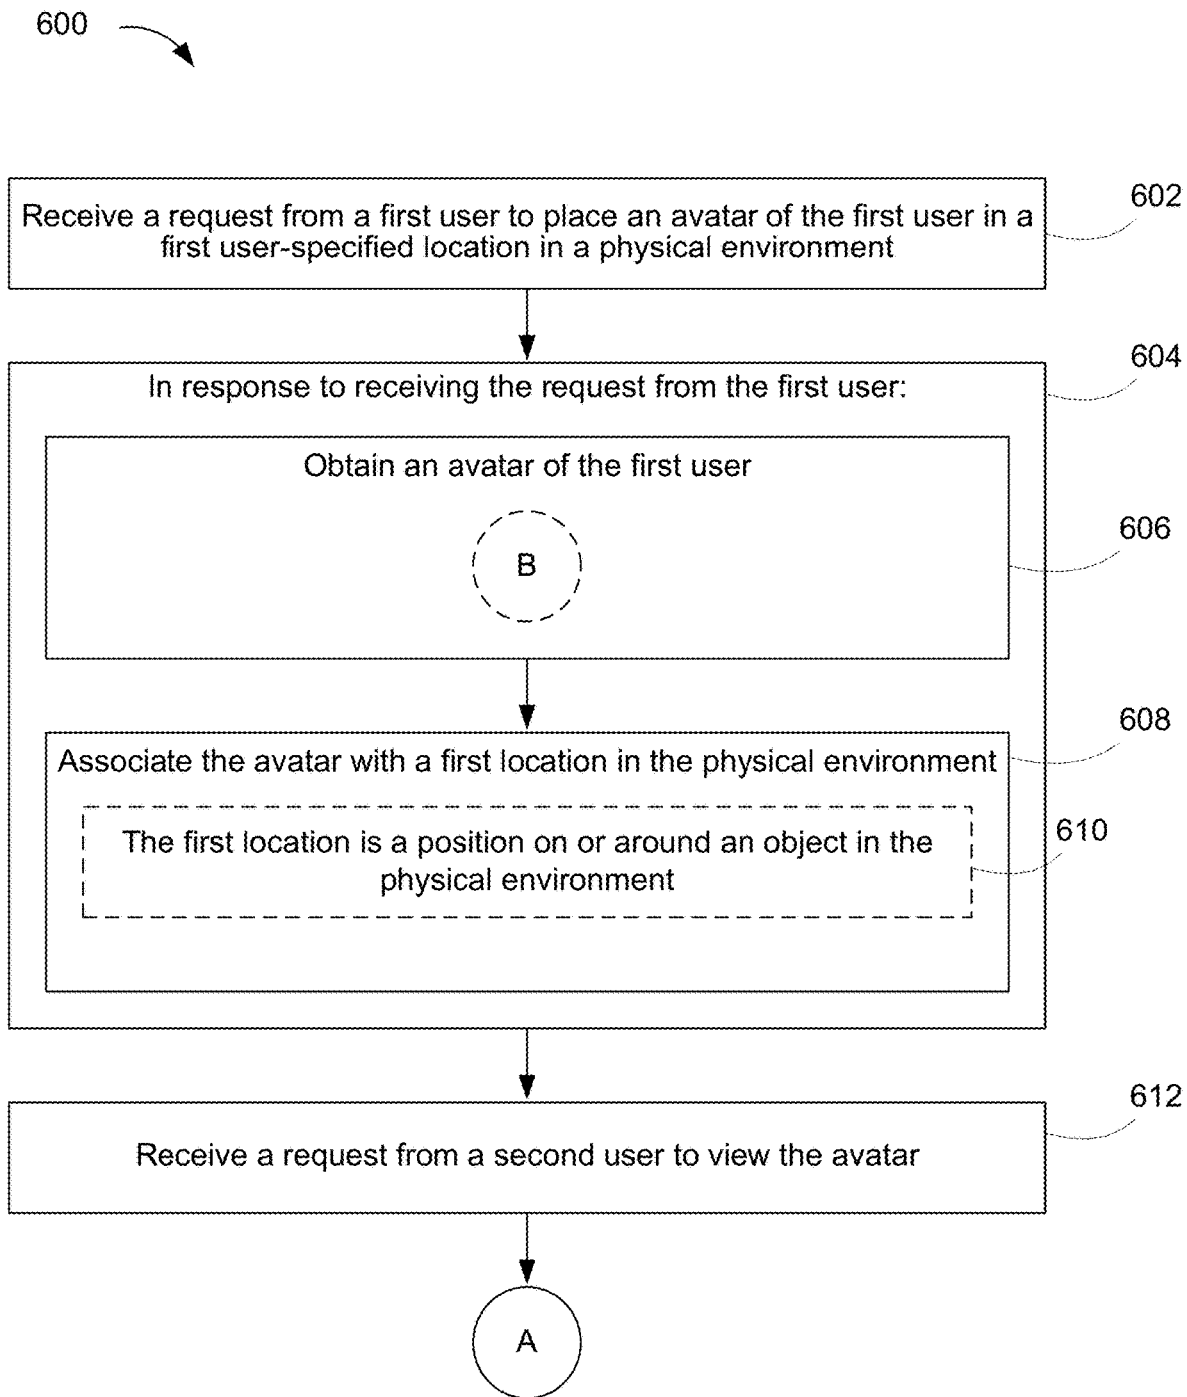 600
602
Receive a request from a first user to place an avatar of the first user in a
first user-specified location in a physical environment
604
In response to receiving the request from the first user:
Obtain an avatar of the first user
B
606
608
Associate the avatar with a first location in the physical environment
610
The first location is a position on or around an object in the
physical environment
612
Receive a request from a second user to view the avatar
A